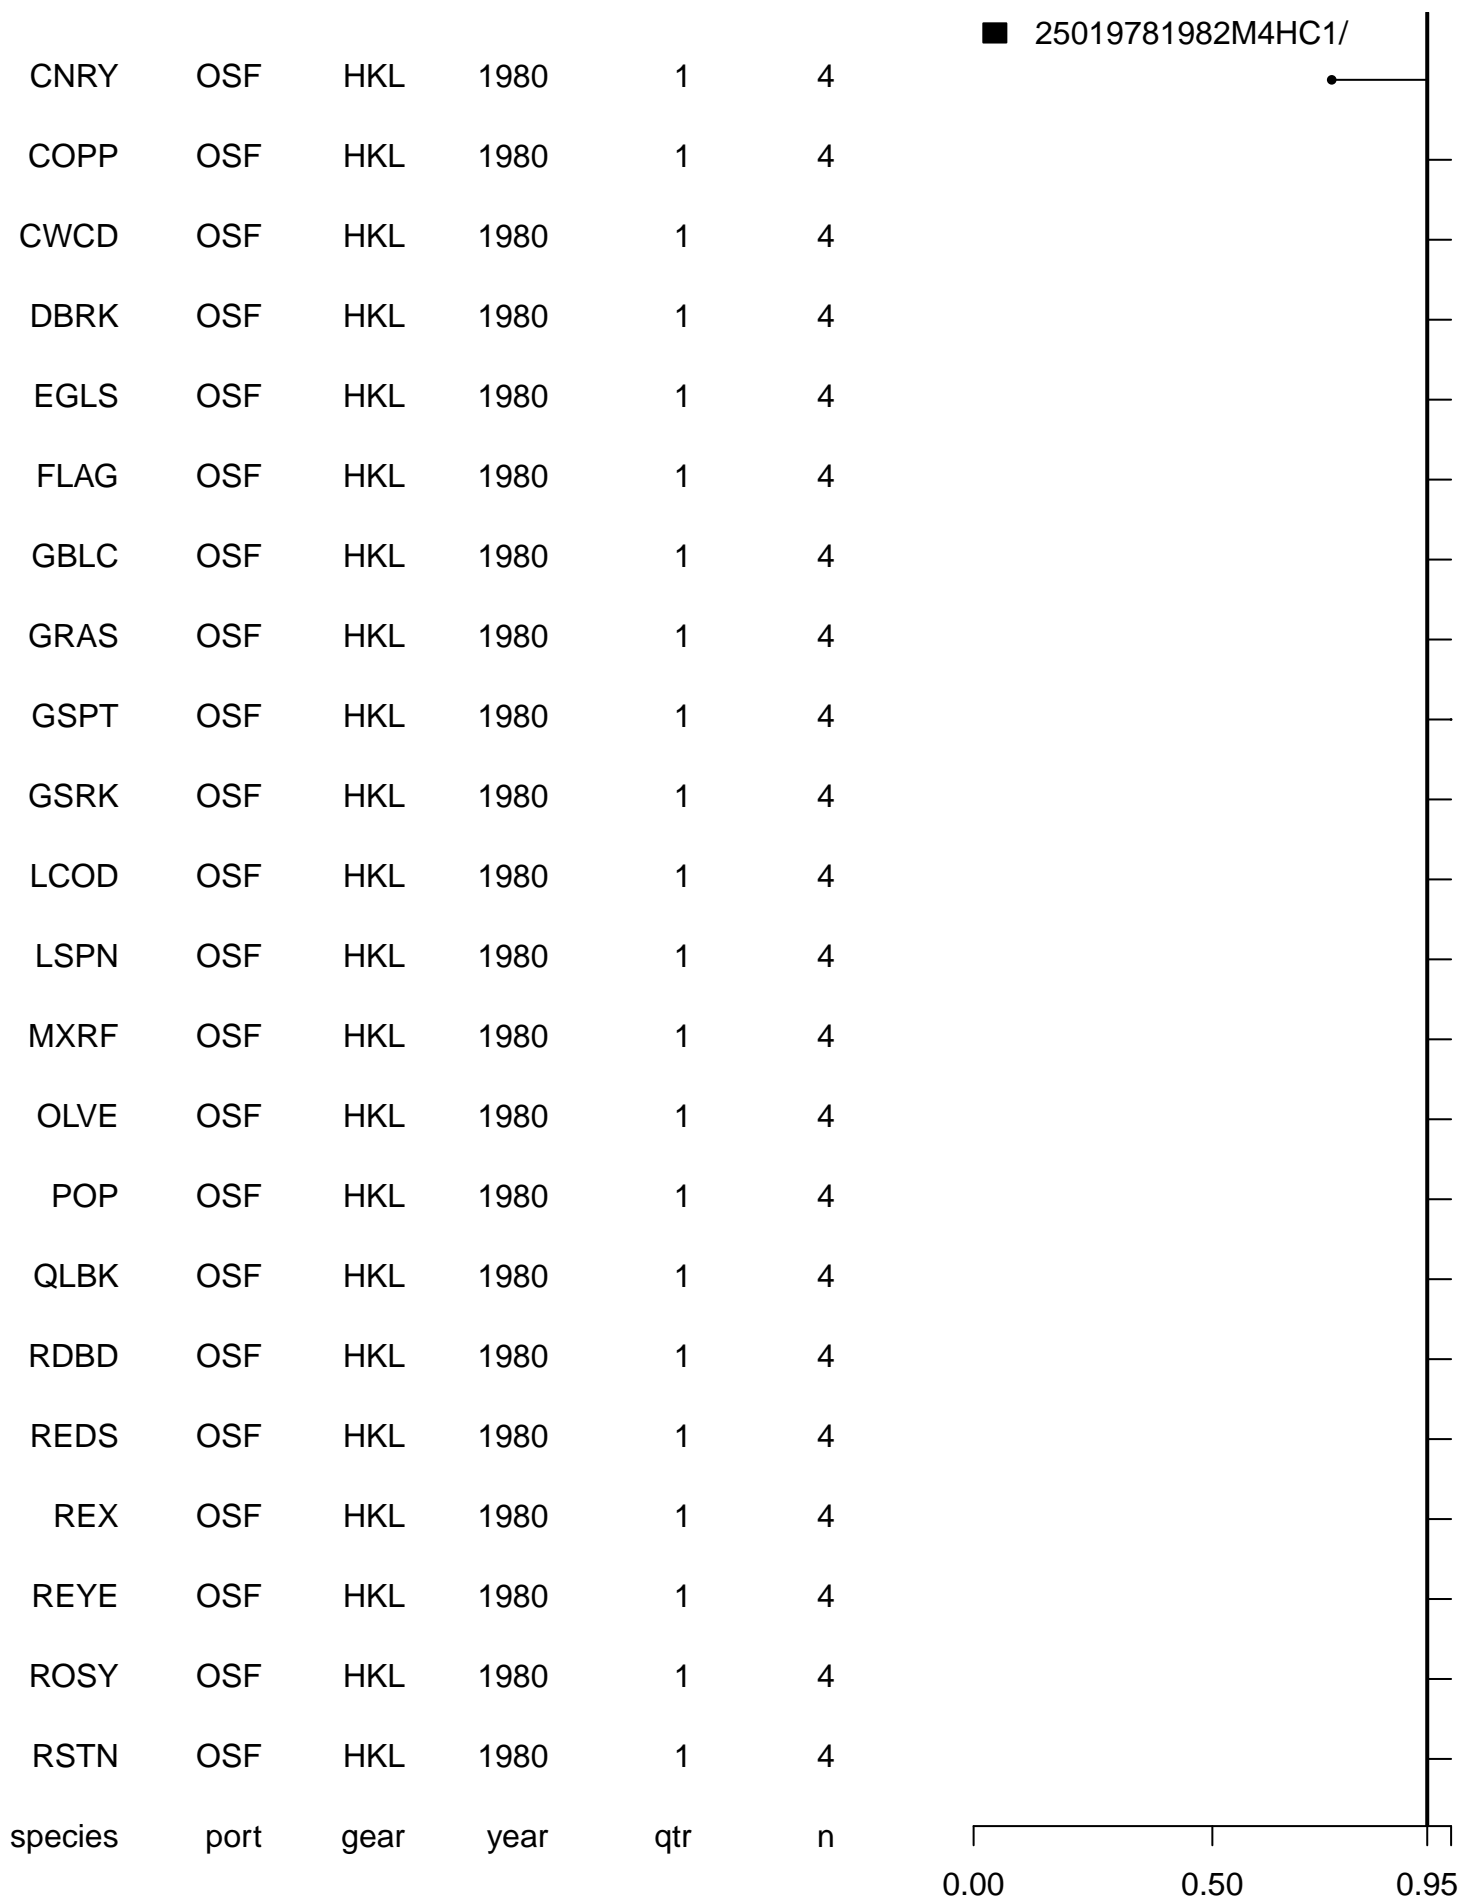 25019781982M4HC1/
CNRY OSF HKL 1980 1 4
COPP OSF HKL 1980 1 4
CWCD OSF HKL 1980 1 4
DBRK OSF HKL 1980 1 4
EGLS OSF HKL 1980 1 4
FLAG OSF HKL 1980 1 4
GBLC OSF HKL 1980 1 4
GRAS OSF HKL 1980 1 4
GSPT OSF HKL 1980 1 4
GSRK OSF HKL 1980 1 4
LCOD OSF HKL 1980 1 4
LSPN OSF HKL 1980 1 4
MXRF OSF HKL 1980 1 4
OLVE OSF HKL 1980 1 4
POP OSF HKL 1980 1 4
QLBK OSF HKL 1980 1 4
RDBD OSF HKL 1980 1 4
REDS OSF HKL 1980 1 4
REX OSF HKL 1980 1 4
REYE OSF HKL 1980 1 4
ROSY OSF HKL 1980 1 4
RSTN OSF HKL 1980 1 4
species port gear year qtr n
0.00 0.50 0.95